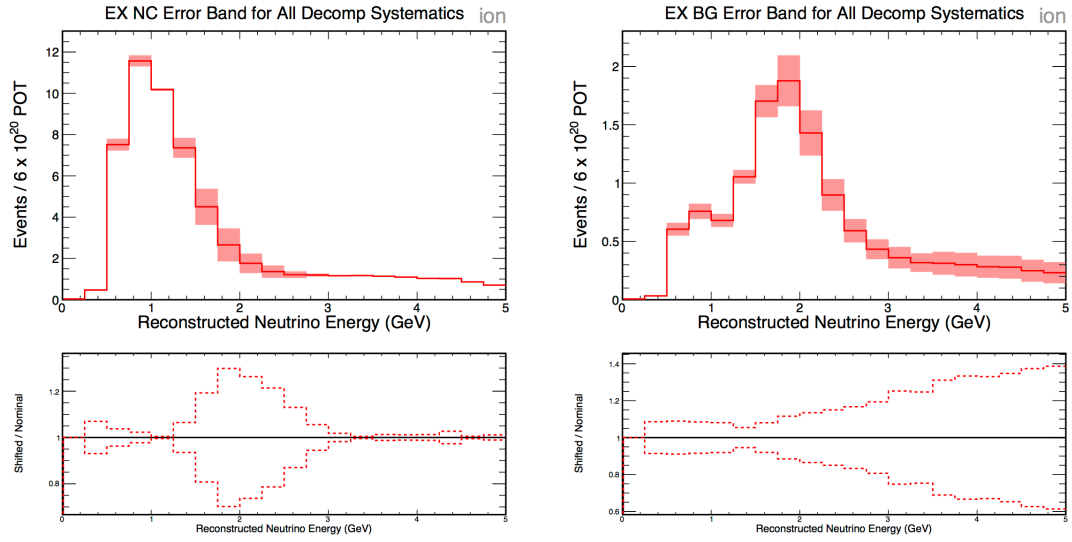 EX NC Error Band for All Decomp Systematics ion
Events / 6 x 10²⁰ POT
12
10
8
6
4
2
0
0 1 2 3 4 5
Reconstructed Neutrino Energy (GeV)
Shifted / Nominal
1.2
1
0.8
0 1 2 3 4 5
Reconstructed Neutrino Energy (GeV)
EX BG Error Band for All Decomp Systematics ion
Events / 6 x 10²⁰ POT
2
1.5
1
0.5
0
0 1 2 3 4 5
Reconstructed Neutrino Energy (GeV)
Shifted / Nominal
1.4
1.2
1
0.8
0.6
0 1 2 3 4 5
Reconstructed Neutrino Energy (GeV)